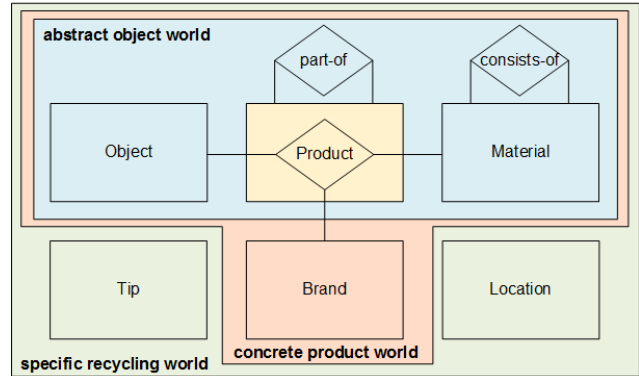 abstract object world
part-of
consists-of
Object
Product
Material
Tip
Brand
Location
concrete product world
specific recycling world